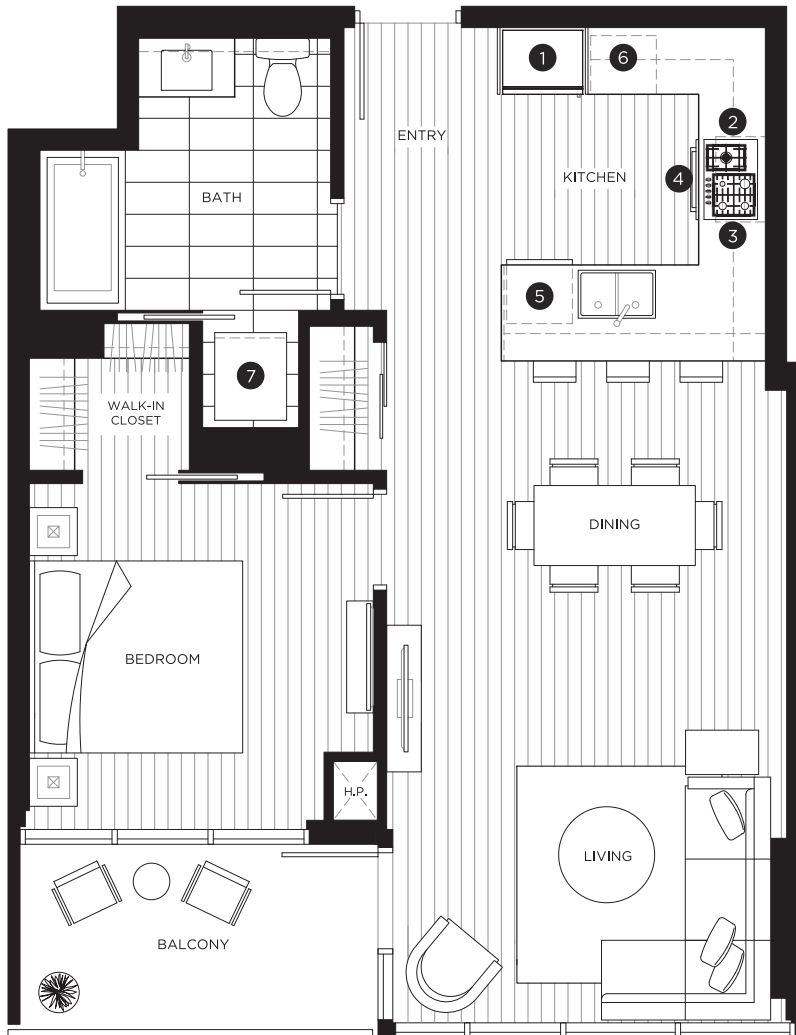 1
6
ENTRY
2
KITCHEN
4
BATH
3
5
7
WALK-IN
CLOSET
DINING
BEDROOM
H.P.
LIVING
BALCONY